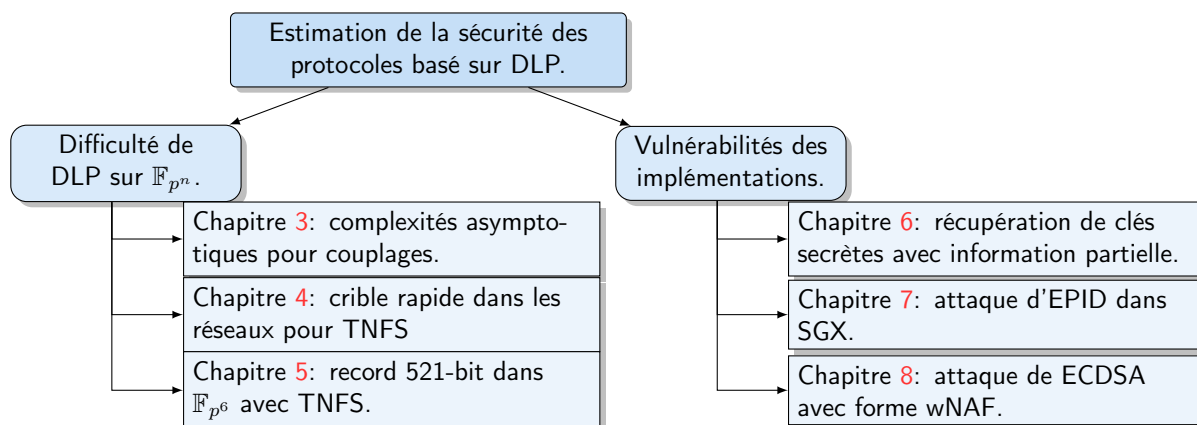 Estimation de la sécurité des
protocoles basé sur DLP.
Difficulté de
DLP sur 𝔽ₚⁿ.
Chapitre 3: complexités asympto-
tiques pour couplages.
Chapitre 4: crible rapide dans les
réseaux pour TNFS
Chapitre 5: record 521-bit dans
𝔽ₚ⁶ avec TNFS.
Vulnérabilités des
implémentations.
Chapitre 6: récupération de clés
secrètes avec information partielle.
Chapitre 7: attaque d'EPID dans
SGX.
Chapitre 8: attaque de ECDSA
avec forme wNAF.